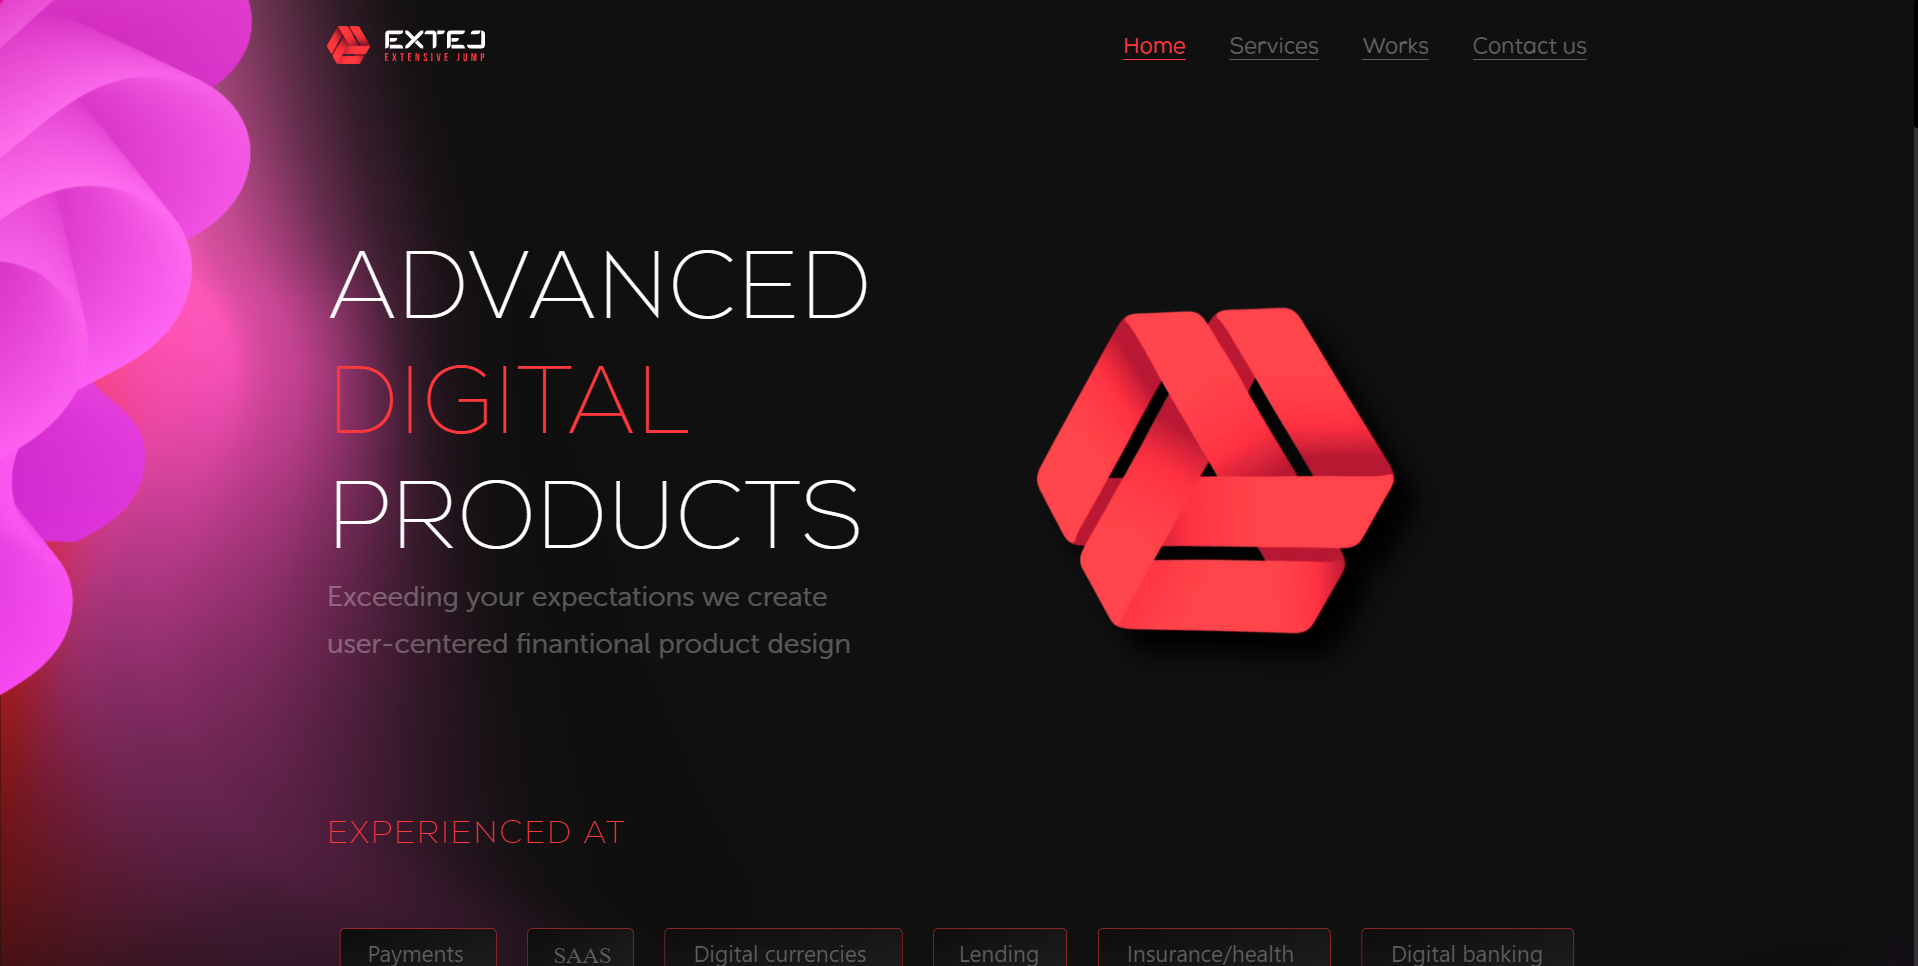 EXTEJ
EXTENSIVE JUMP
Home Services Works Contact us
ADVANCED
DIGITAL
PRODUCTS
Exceeding your expectations we create
user-centered finantional product design
EXPERIENCED AT
Payments SAAS Digital currencies Lending Insurance/health Digital banking